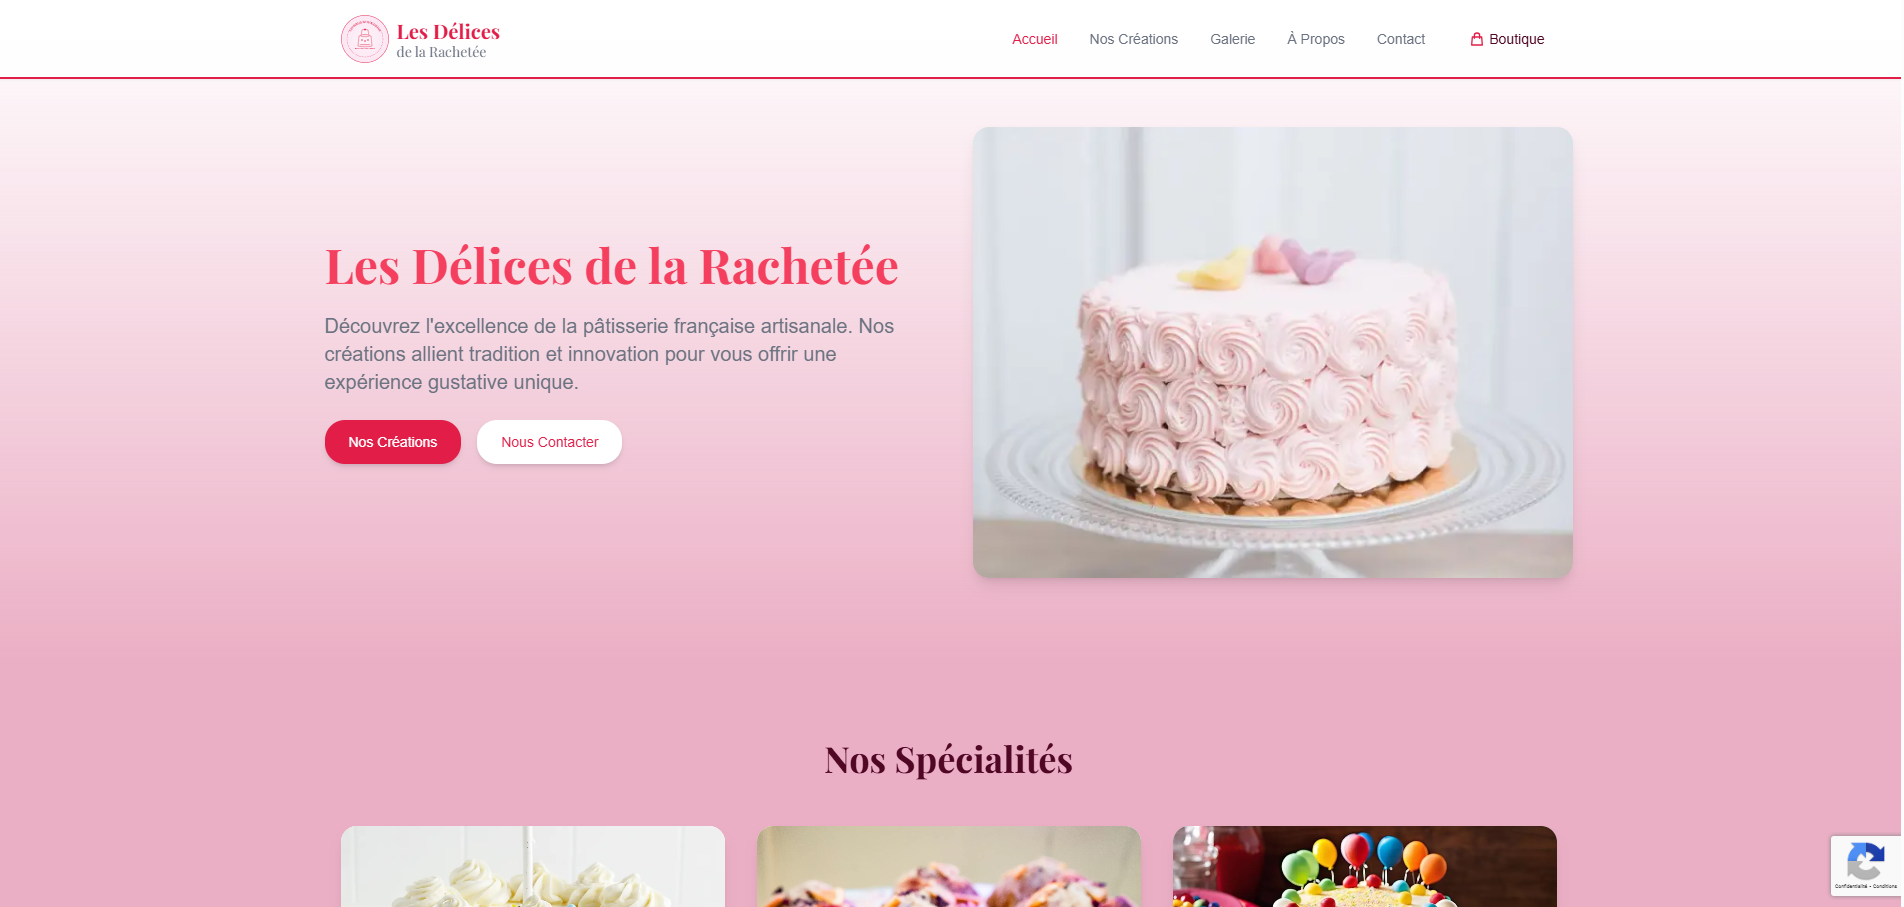 Les Délices
de la Rachetée
Accueil
Nos Créations
Galerie
À Propos
Contact
Boutique
Les Délices de la Rachetée
Découvrez l'excellence de la pâtisserie française artisanale. Nos
créations allient tradition et innovation pour vous offrir une
expérience gustative unique.
Nos Créations
Nous Contacter
Nos Spécialités
Confidentialité - Conditions